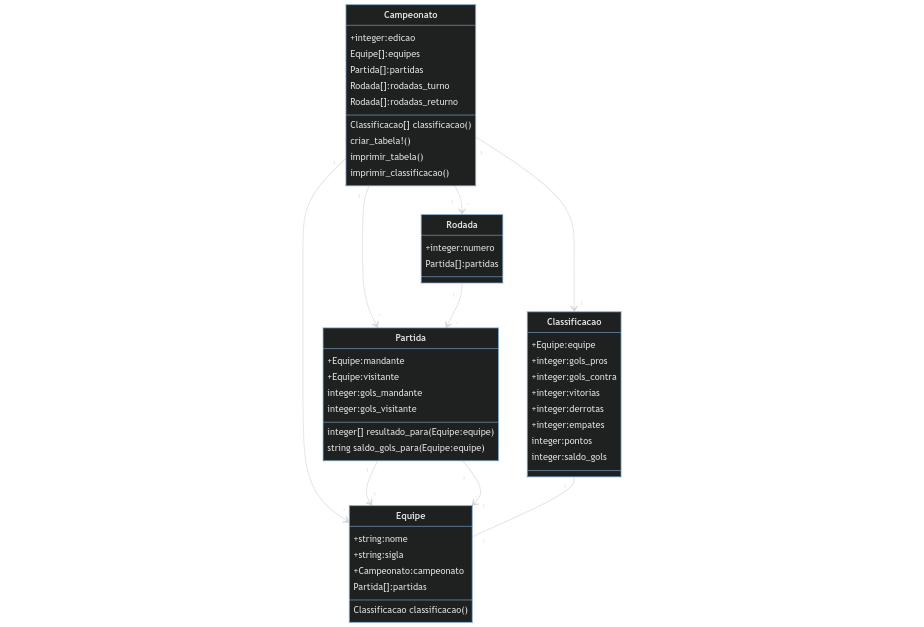 Campeonato
+integer:edicao
Equipe[]:equipes
Partida[]:partidas
Rodada[]:rodadas_turno
Rodada[]:rodadas_returno
Classificacao[] classificacao()
criar_tabela!()
imprimir_tabela()
imprimir_classificacao()
Rodada
+integer:numero
Partida[]:partidas
Classificacao
+Equipe:equipe
+integer:gols_pros
+integer:gols_contra
+integer:vitorias
+integer:derrotas
+integer:empates
integer:pontos
integer:saldo_gols
Partida
+Equipe:mandante
+Equipe:visitante
integer:gols_mandante
integer:gols_visitante
integer[] resultado_para(Equipe:equipe)
string saldo_gols_para(Equipe:equipe)
Equipe
+string:nome
+string:sigla
+Campeonato:campeonato
Partida[]:partidas
Classificacao classificacao()